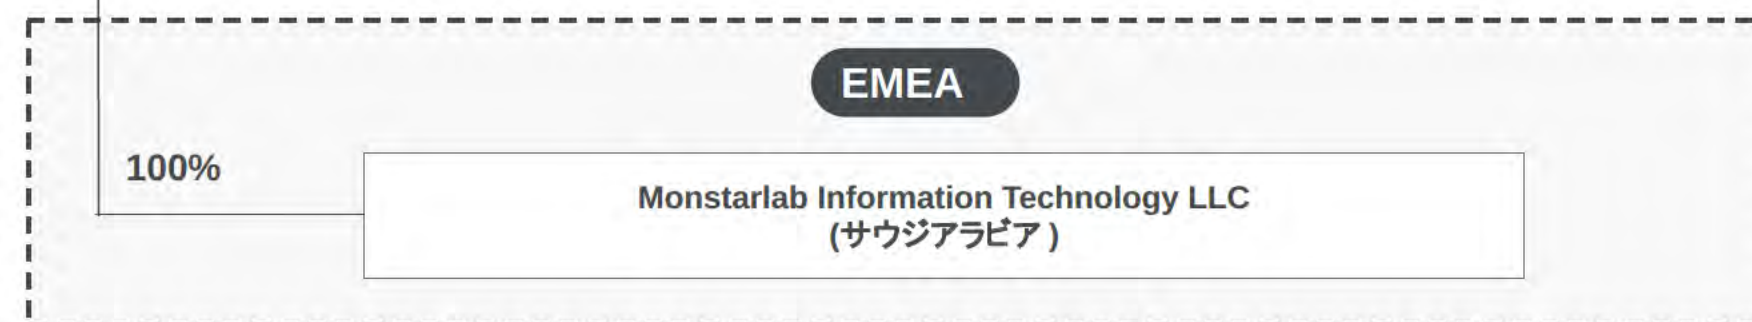 EMEA
100%
Monstarlab Information Technology LLC
(サウジアラビア )